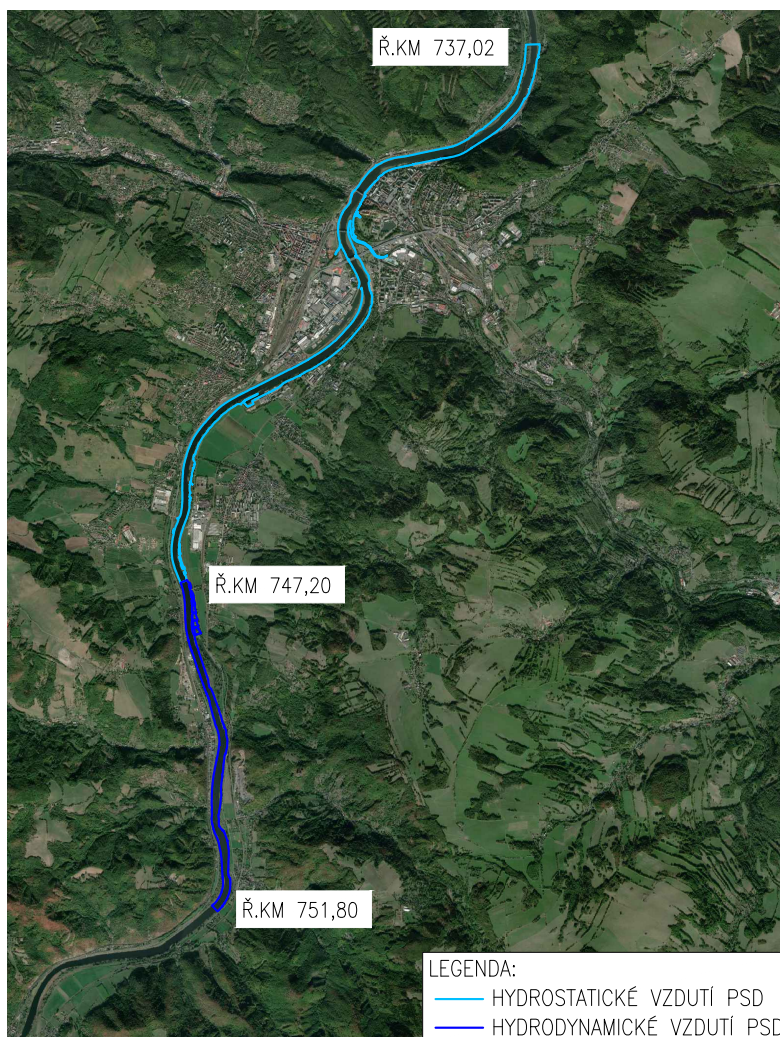 Ř.KM 737,02
Ř.KM 747,20
Ř.KM 751,80
LEGENDA:
HYDROSTATICKÉ VZDUTÍ PSD
HYDRODYNAMICKÉ VZDUTÍ PSD